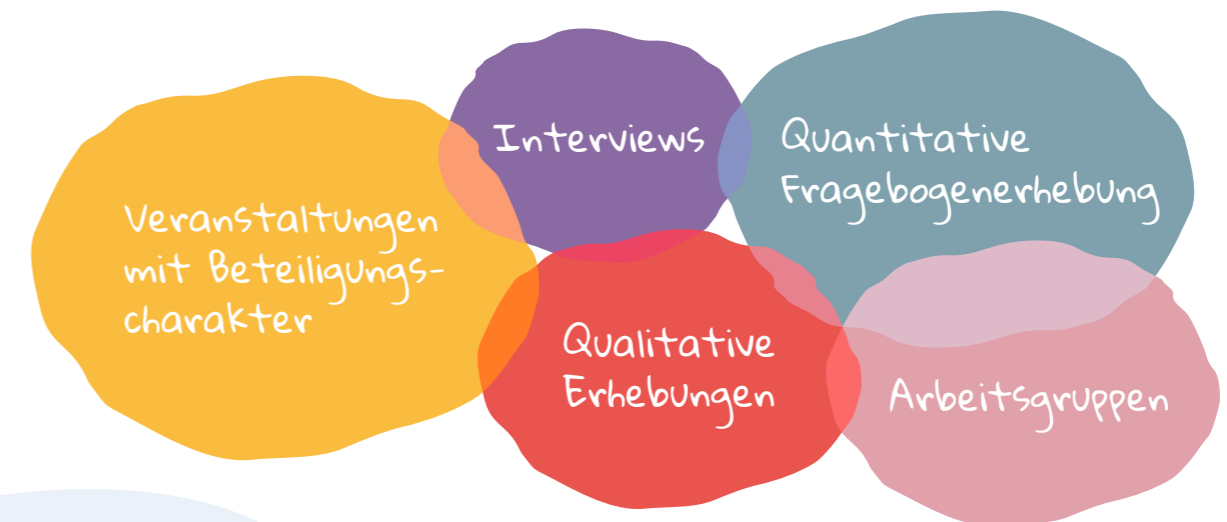 Interviews
Quantitative
Fragebogenerhebung
Veranstaltungen
mit Beteiligungs-
charakter
Qualitative
Erhebungen
Arbeitsgruppen